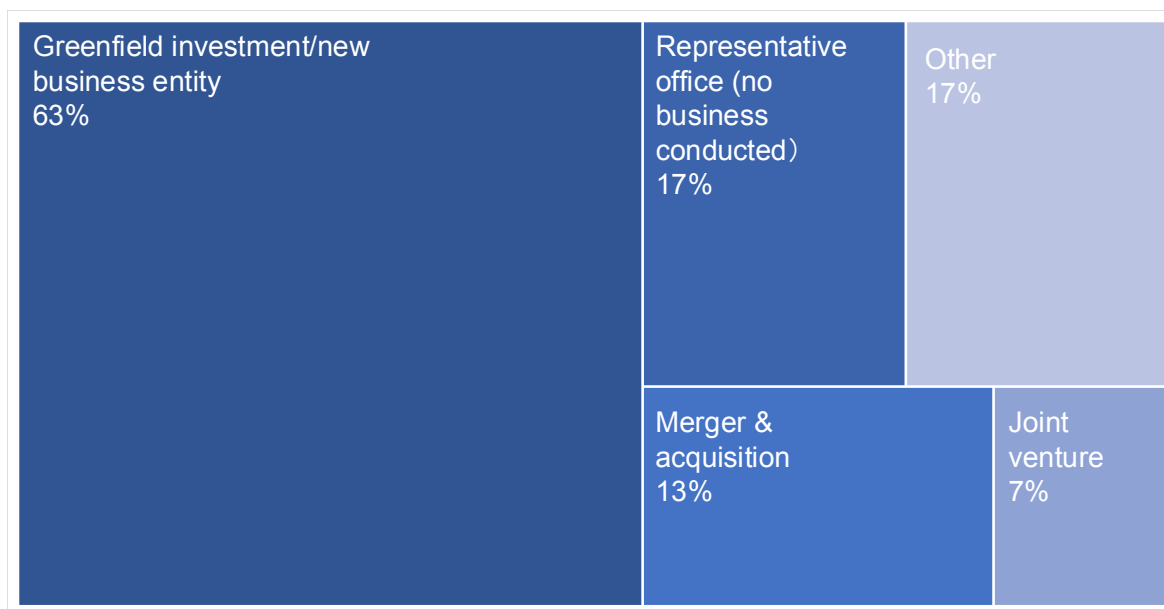 Greenfield investment/new
business entity
63%
Representative
office (no
business
conducted）
17%
Other
17%
Merger &
acquisition
13%
Joint
venture
7%